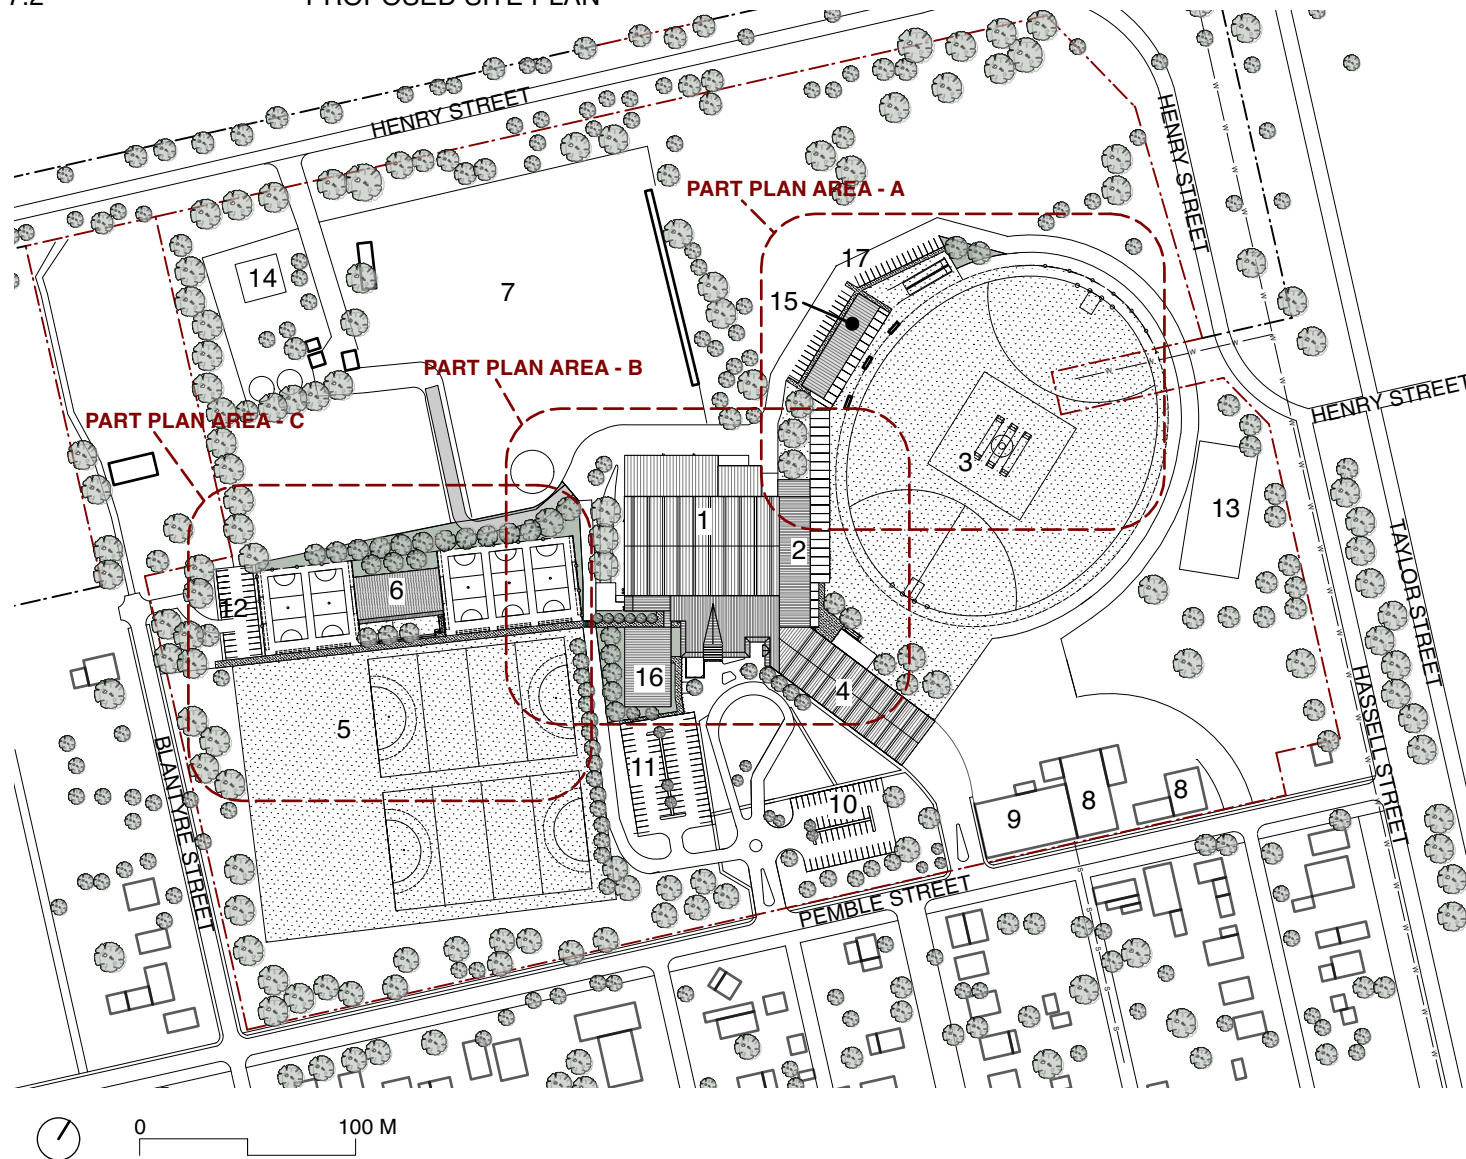 7.2 PROPOSED SITE PLAN
HENRY STREET
HENRY STREET
PART PLAN AREA - A
17
14
7
15
PART PLAN AREA - B
HENRY STREET
PART PLAN AREA - C
3
13
1
2
TAYLOR STREET
6
12
16
4
5
HASSELL STREET
BLANTYRE STREET
11
10
8
8
9
PEMBLE STREET
0 100 M